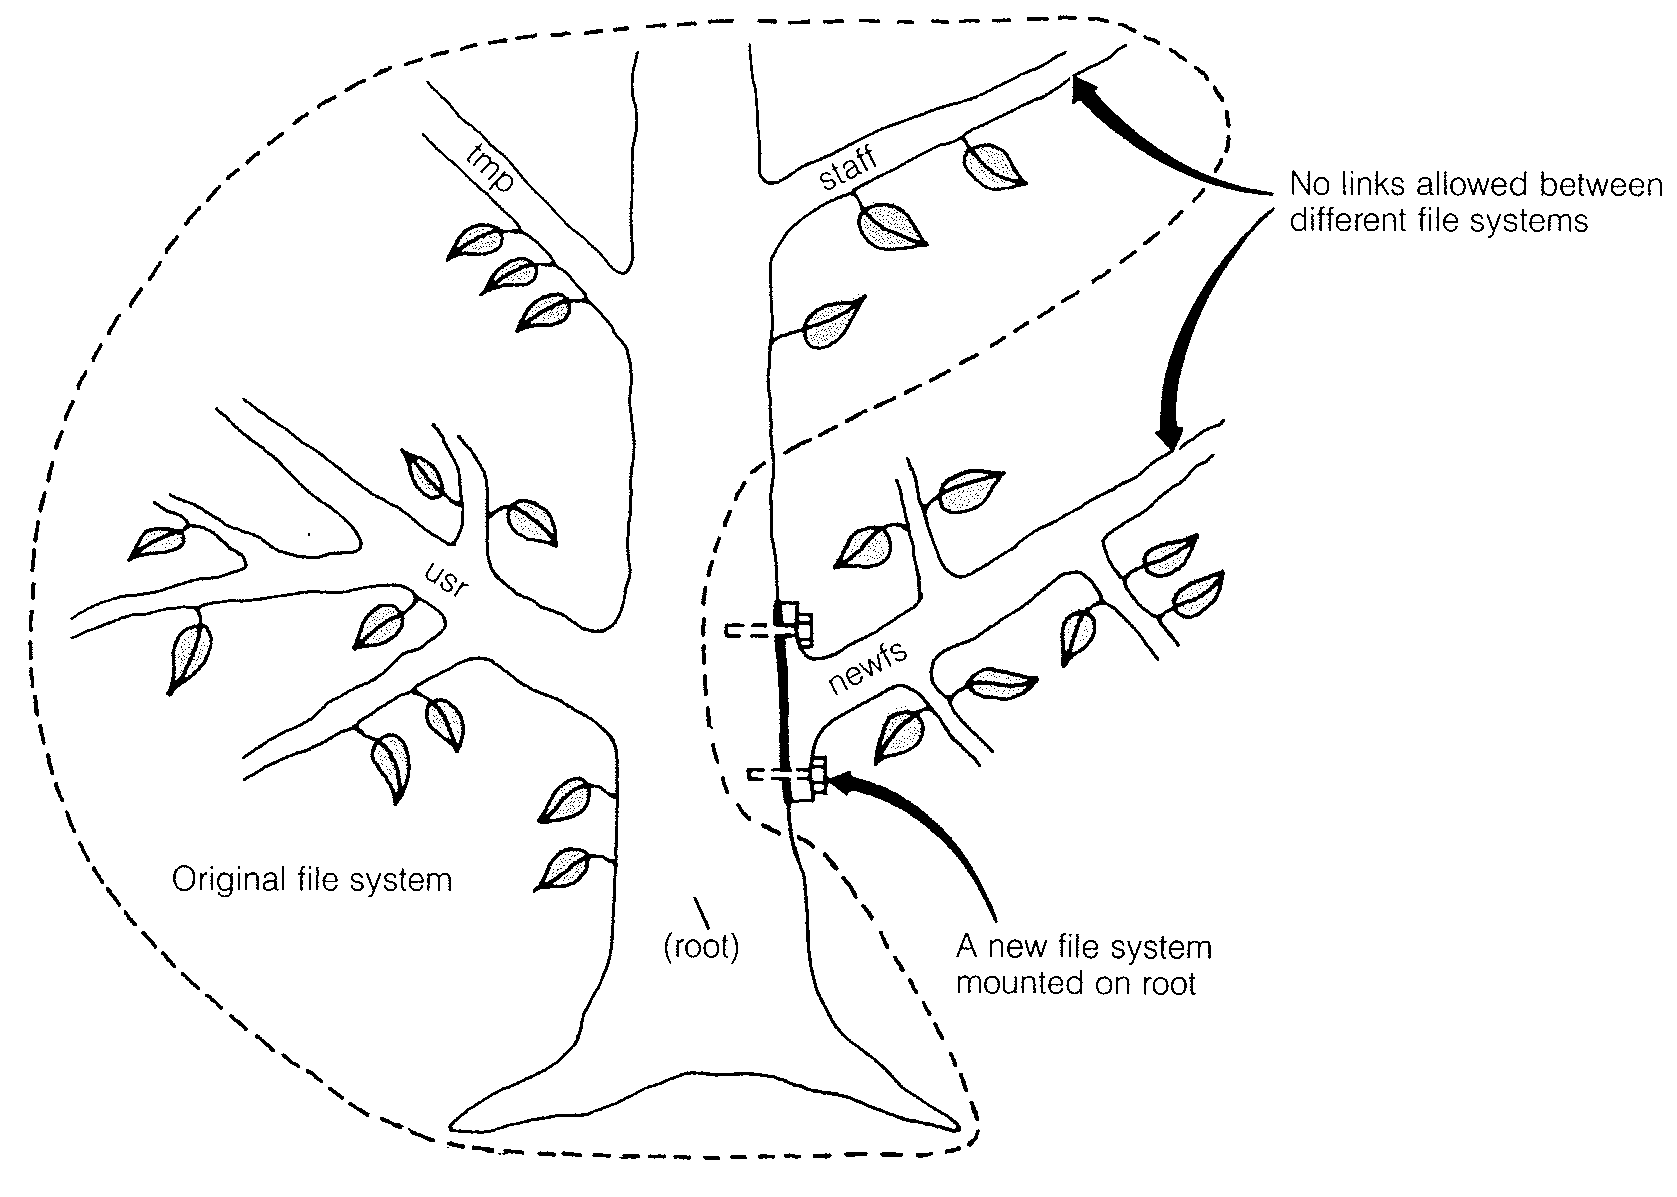 tmp
staff
No links allowed between
different file systems
usr
newfs
Original file system
/
(root)
A new file system
mounted on root